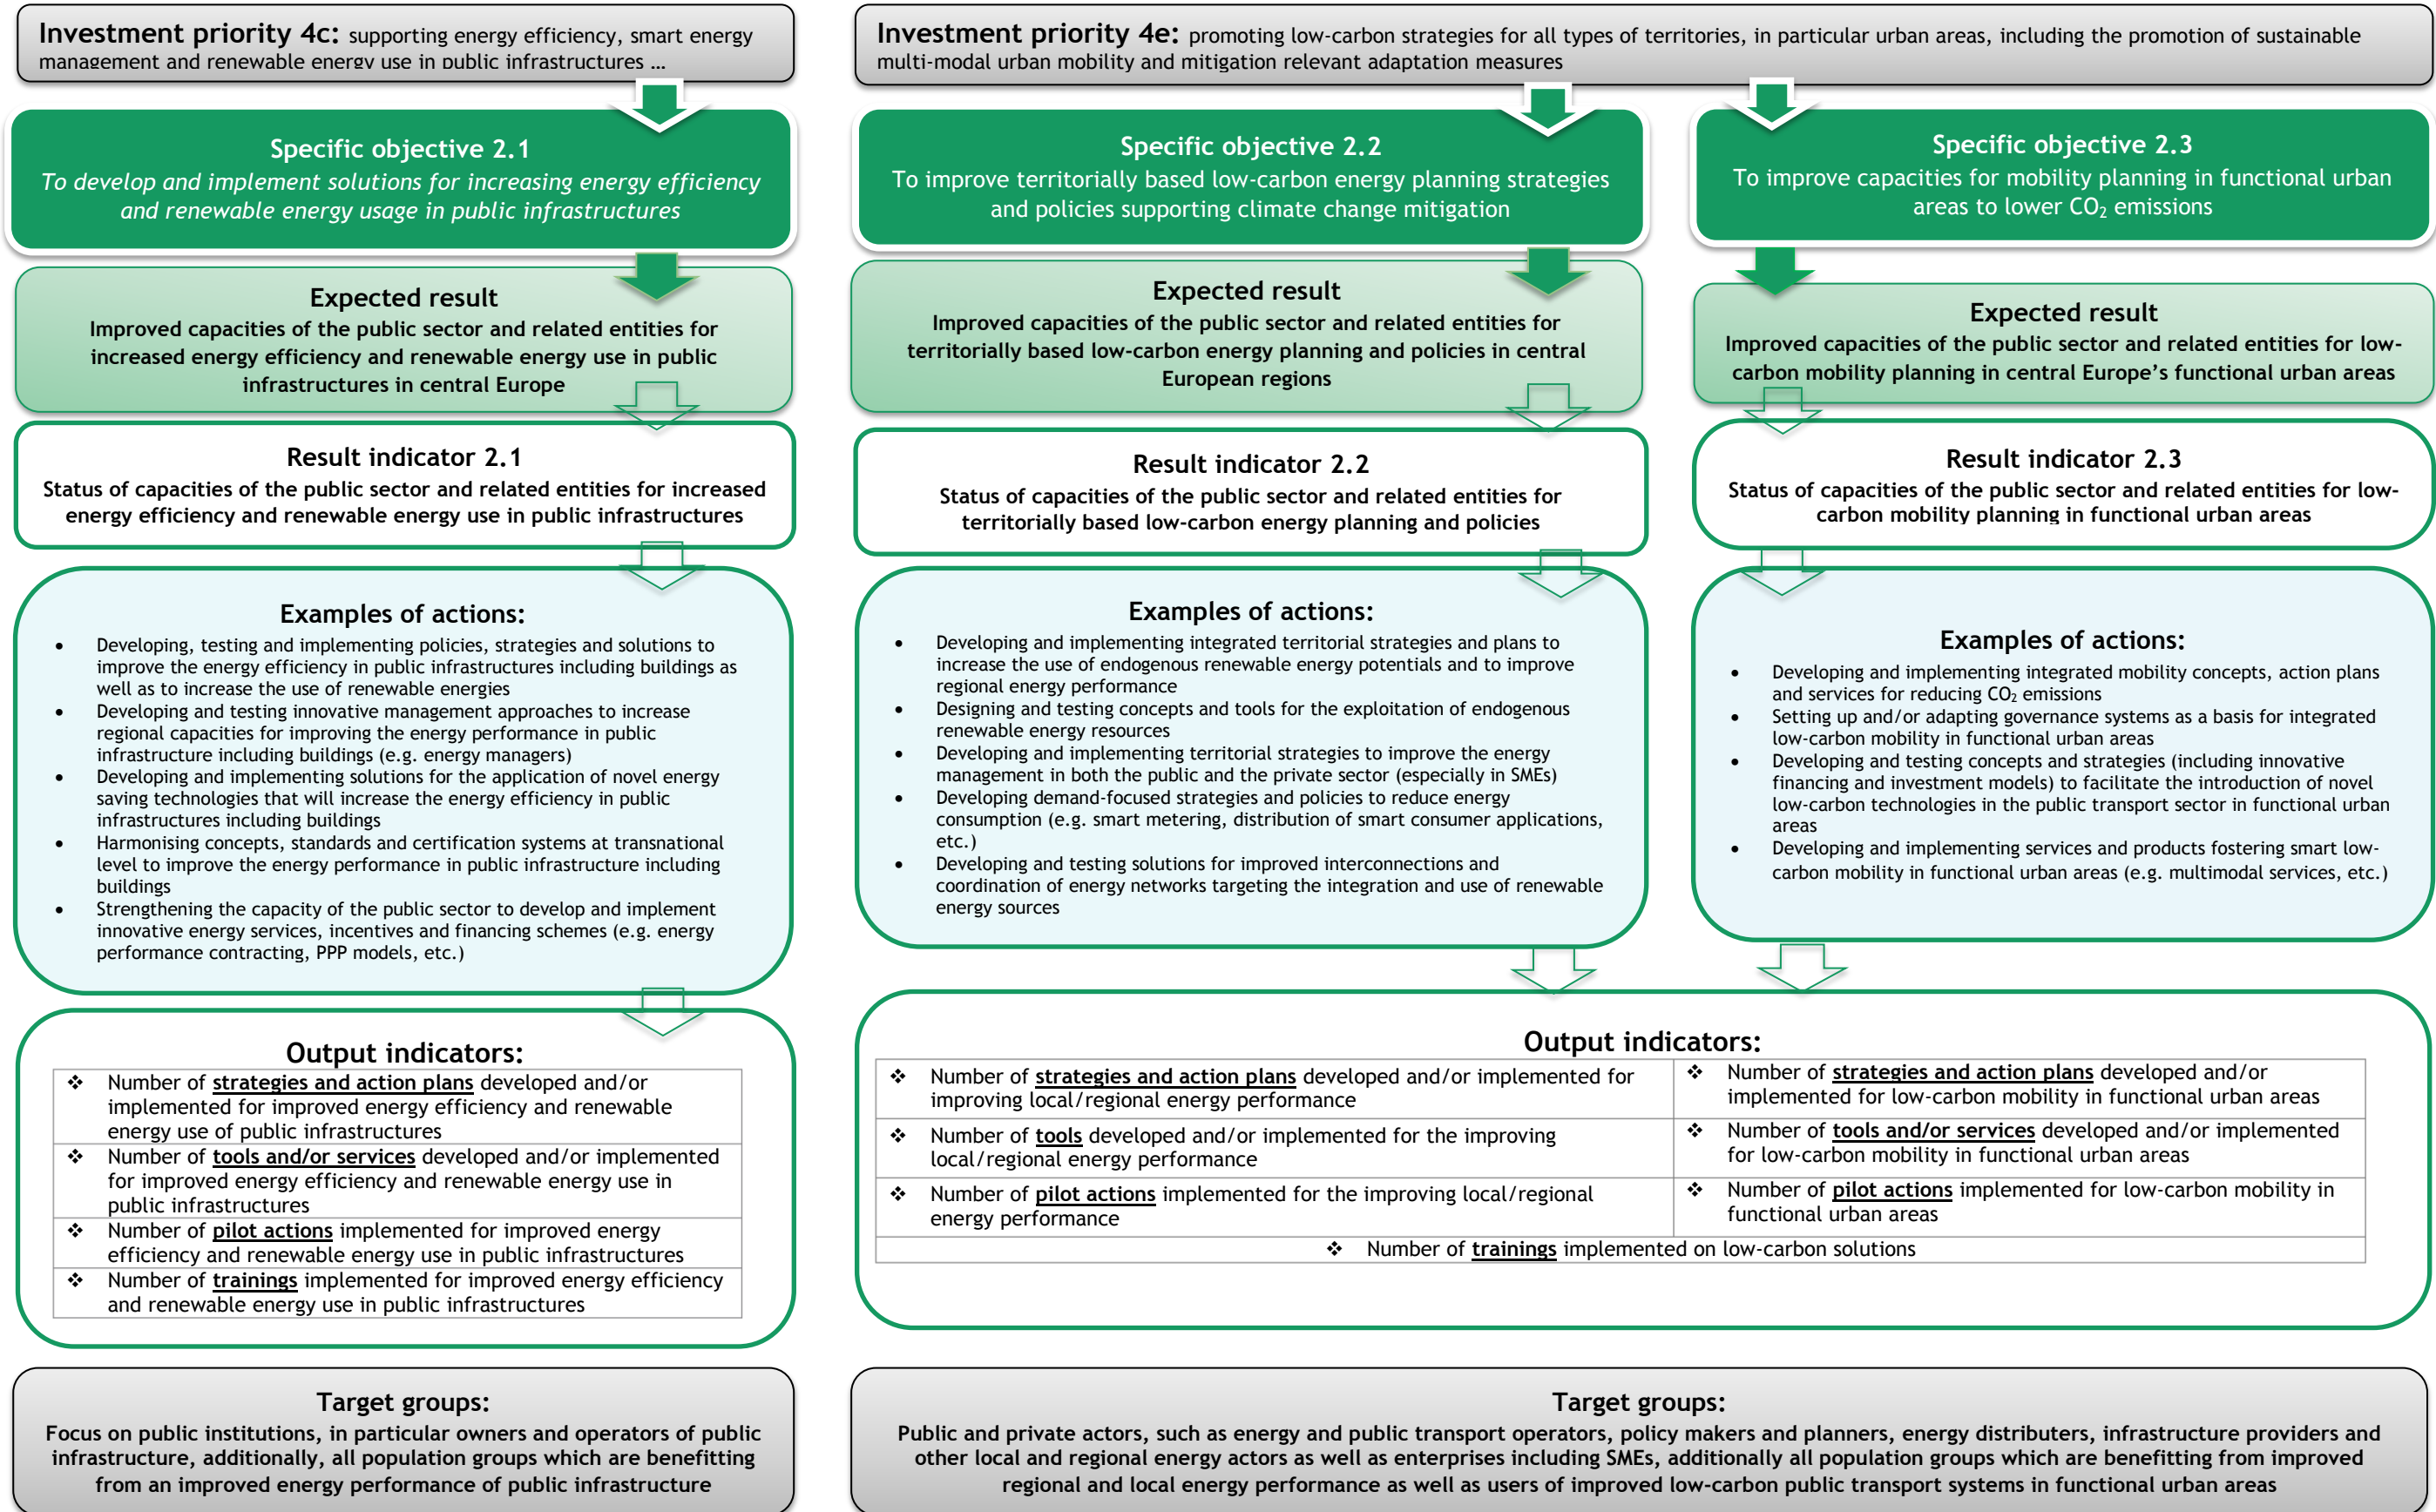 Investment priority 4c: supporting energy efficiency, smart energy
management and renewable energy use in public infrastructures …
Specific objective 2.1
To develop and implement solutions for increasing energy efficiency
and renewable energy usage in public infrastructures
Expected result
Improved capacities of the public sector and related entities for
increased energy efficiency and renewable energy use in public
infrastructures in central Europe
Result indicator 2.1
Status of capacities of the public sector and related entities for increased
energy efficiency and renewable energy use in public infrastructures
Examples of actions:
• Developing, testing and implementing policies, strategies and solutions to
improve the energy efficiency in public infrastructures including buildings as
well as to increase the use of renewable energies
• Developing and testing innovative management approaches to increase
regional capacities for improving the energy performance in public
infrastructure including buildings (e.g. energy managers)
• Developing and implementing solutions for the application of novel energy
saving technologies that will increase the energy efficiency in public
infrastructures including buildings
• Harmonising concepts, standards and certification systems at transnational
level to improve the energy performance in public infrastructure including
buildings
• Strengthening the capacity of the public sector to develop and implement
innovative energy services, incentives and financing schemes (e.g. energy
performance contracting, PPP models, etc.)
Output indicators:
❖ Number of strategies and action plans developed and/or
implemented for improved energy efficiency and renewable
energy use of public infrastructures
❖ Number of tools and/or services developed and/or implemented
for improved energy efficiency and renewable energy use in
public infrastructures
❖ Number of pilot actions implemented for improved energy
efficiency and renewable energy use in public infrastructures
❖ Number of trainings implemented for improved energy efficiency
and renewable energy use in public infrastructures
Target groups:
Focus on public institutions, in particular owners and operators of public
infrastructure, additionally, all population groups which are benefitting
from an improved energy performance of public infrastructure
Investment priority 4e: promoting low-carbon strategies for all types of territories, in particular urban areas, including the promotion of sustainable
multi-modal urban mobility and mitigation relevant adaptation measures
Specific objective 2.2
To improve territorially based low-carbon energy planning strategies
and policies supporting climate change mitigation
Expected result
Improved capacities of the public sector and related entities for
territorially based low-carbon energy planning and policies in central
European regions
Result indicator 2.2
Status of capacities of the public sector and related entities for
territorially based low-carbon energy planning and policies
Examples of actions:
• Developing and implementing integrated territorial strategies and plans to
increase the use of endogenous renewable energy potentials and to improve
regional energy performance
• Designing and testing concepts and tools for the exploitation of endogenous
renewable energy resources
• Developing and implementing territorial strategies to improve the energy
management in both the public and the private sector (especially in SMEs)
• Developing demand-focused strategies and policies to reduce energy
consumption (e.g. smart metering, distribution of smart consumer applications,
etc.)
• Developing and testing solutions for improved interconnections and
coordination of energy networks targeting the integration and use of renewable
energy sources
Specific objective 2.3
To improve capacities for mobility planning in functional urban
areas to lower CO₂ emissions
Expected result
Improved capacities of the public sector and related entities for low-
carbon mobility planning in central Europe’s functional urban areas
Result indicator 2.3
Status of capacities of the public sector and related entities for low-
carbon mobility planning in functional urban areas
Examples of actions:
• Developing and implementing integrated mobility concepts, action plans
and services for reducing CO₂ emissions
• Setting up and/or adapting governance systems as a basis for integrated
low-carbon mobility in functional urban areas
• Developing and testing concepts and strategies (including innovative
financing and investment models) to facilitate the introduction of novel
low-carbon technologies in the public transport sector in functional urban
areas
• Developing and implementing services and products fostering smart low-
carbon mobility in functional urban areas (e.g. multimodal services, etc.)
Output indicators:
❖ Number of strategies and action plans developed and/or implemented for
improving local/regional energy performance
❖ Number of strategies and action plans developed and/or
implemented for low-carbon mobility in functional urban areas
❖ Number of tools developed and/or implemented for the improving
local/regional energy performance
❖ Number of tools and/or services developed and/or implemented
for low-carbon mobility in functional urban areas
❖ Number of pilot actions implemented for the improving local/regional
energy performance
❖ Number of pilot actions implemented for low-carbon mobility in
functional urban areas
❖ Number of trainings implemented on low-carbon solutions
Target groups:
Public and private actors, such as energy and public transport operators, policy makers and planners, energy distributers, infrastructure providers and
other local and regional energy actors as well as enterprises including SMEs, additionally all population groups which are benefitting from improved
regional and local energy performance as well as users of improved low-carbon public transport systems in functional urban areas